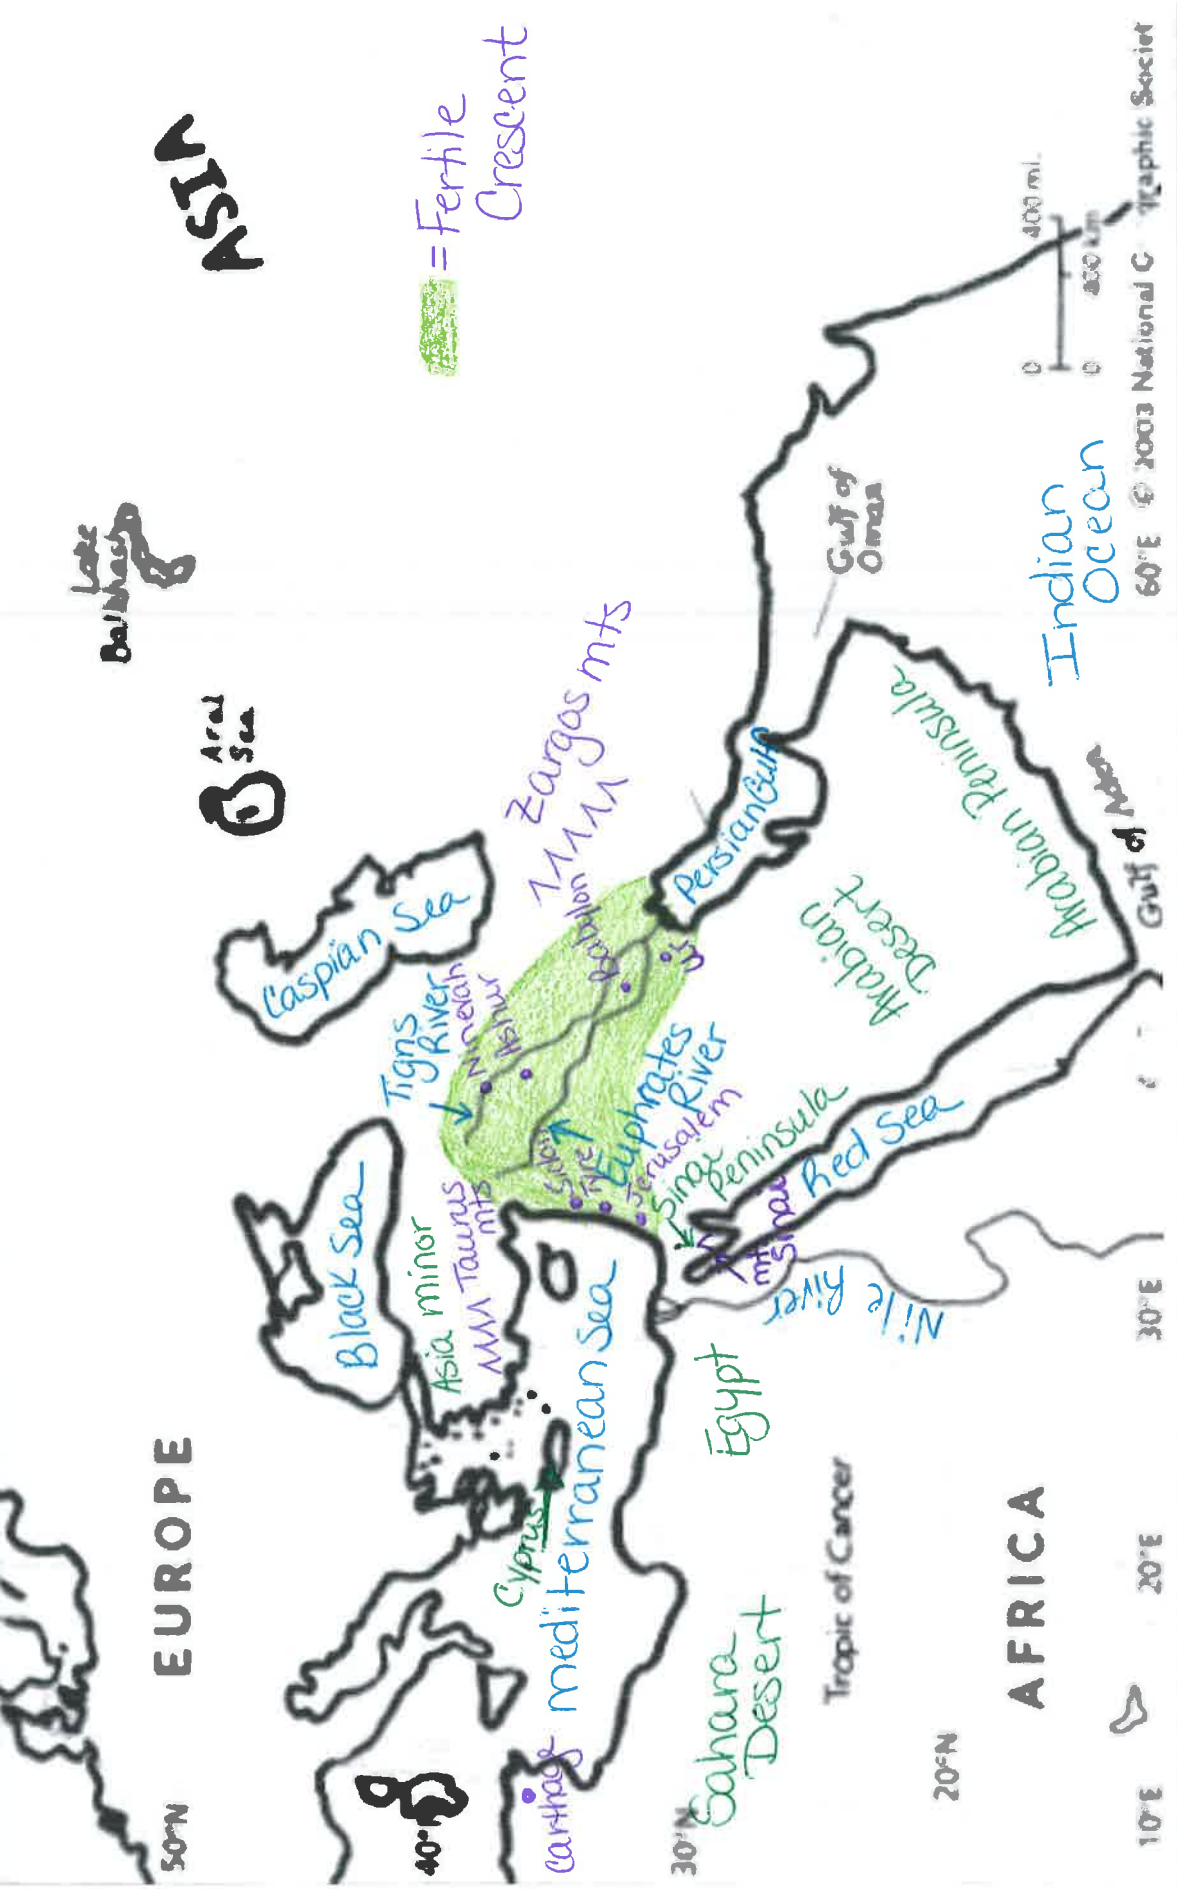 ASIA
= Fertile
Crescent
Lake
Balkhash
Aral
Sea
EUROPE
50°N
Caspian Sea
Black Sea
Tigris
River
Ninevah
Ashur
Zargos mts
Babylon
Asia minor
Taurus
mts
40°N
Sidon
Tyre
Euphrates
River
Jerusalem
Ur
Persian Gulf
Gulf of
Oman
Cyprus
mediterranean Sea
Carthage
Sinai
Peninsula
mt.
Sinai
Red Sea
Arabian
Desert
Arabian Peninsula
Nile River
Egypt
30°N
Sahara
Desert
Tropic of Cancer
20°N
AFRICA
Indian
Ocean
Gulf of Aden
0
400 mi.
0
400 km
10°E
20°E
30°E
60°E
© 2003 National G raphic Societ